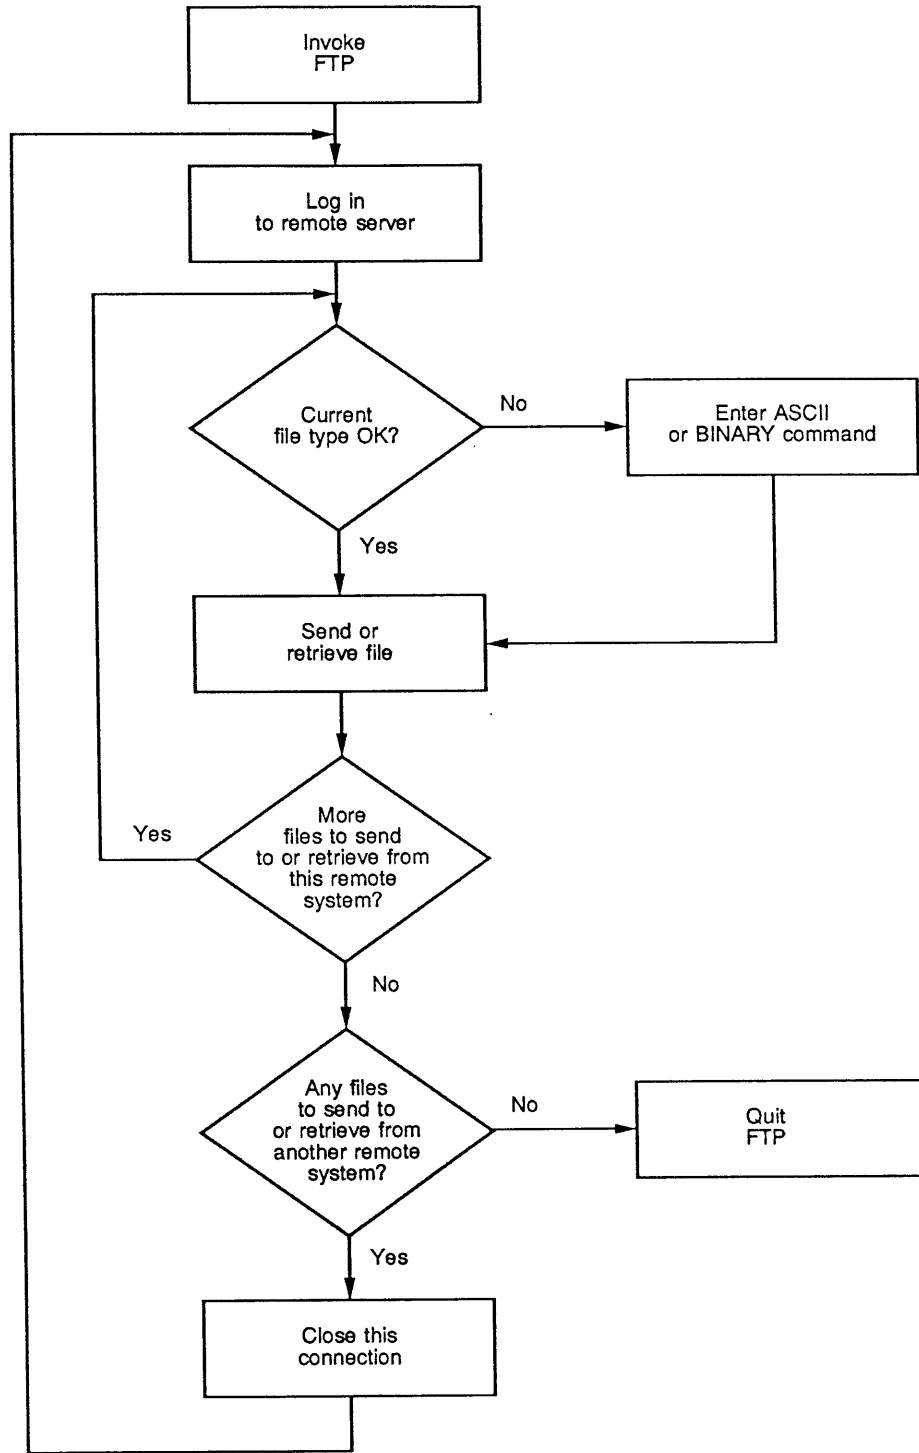 Invoke
FTP
Log in
to remote server
Current
file type OK?
No
Enter ASCII
or BINARY command
Yes
Send or
retrieve file
More
files to send
to or retrieve from
this remote
system?
Yes
No
Any files
to send to
or retrieve from
another remote
system?
No
Quit
FTP
Yes
Close this
connection